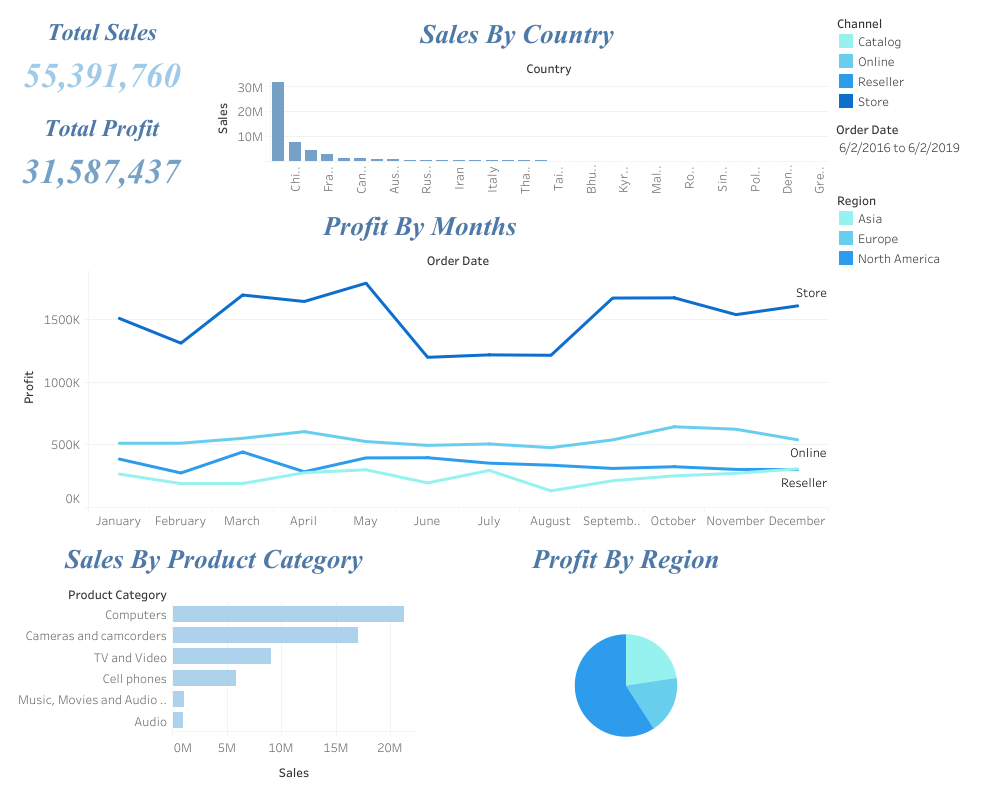 Total Sales
55,391,760
Total Profit
31,587,437
Sales By Country
Country
Sales
30M
20M
10M
Chi..
Fra..
Can..
Aus..
Rus..
Iran
Italy
Tha..
Tai..
Bhu..
Kyr..
Mal..
Ro..
Sin..
Pol..
Den..
Gre..
Channel
Catalog
Online
Reseller
Store
Order Date
6/2/2016 to 6/2/2019
Region
Asia
Europe
North America
Profit By Months
Order Date
Profit
1500K
1000K
500K
0K
Store
Online
Reseller
January February March April May June July August Septemb.. October November December
Sales By Product Category
Product Category
Computers
Cameras and camcorders
TV and Video
Cell phones
Music, Movies and Audio ..
Audio
0M 5M 10M 15M 20M
Sales
Profit By Region